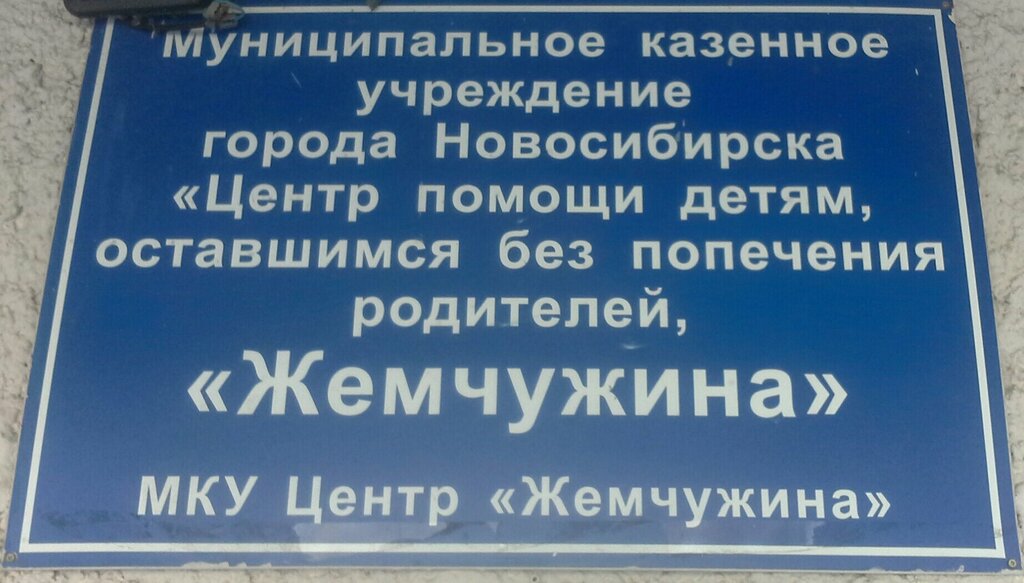 Муниципальное казенное
учреждение
города Новосибирска
«Центр помощи детям,
оставшимся без попечения
родителей,
«Жемчужина»
МКУ Центр «Жемчужина»